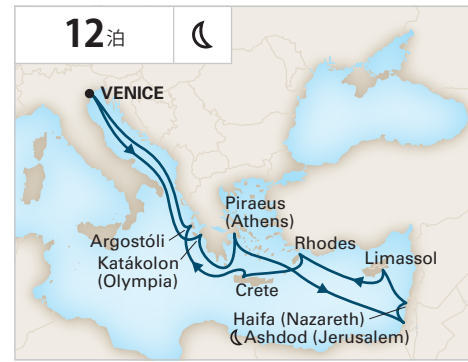 12泊
VENICE
Piraeus
(Athens)
Argostóli
Katákolon
(Olympia)
Rhodes
Limassol
Crete
Haifa (Nazareth)
Ashdod (Jerusalem)